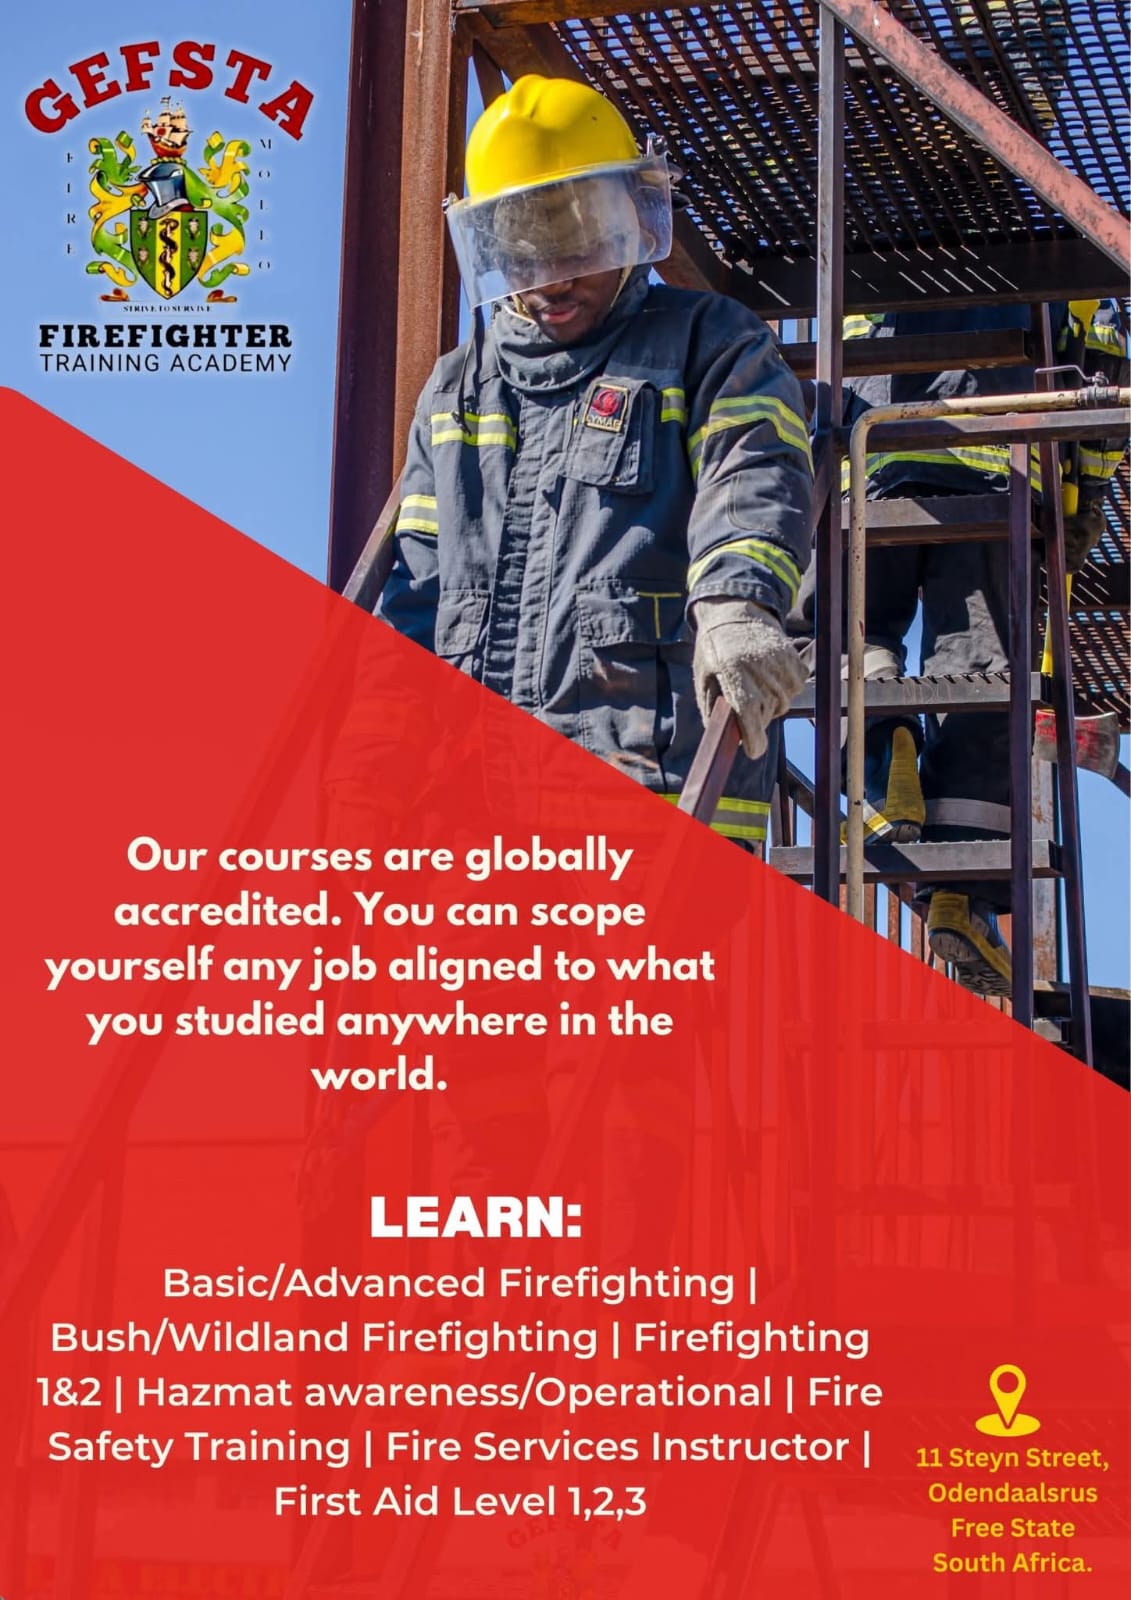 GEFSTA
FIRE
MOLIO
STRIVE TO SURVIVE
FIREFIGHTER
TRAINING ACADEMY
Our courses are globally
accredited. You can scope
yourself any job aligned to what
you studied anywhere in the
world.
LEARN:
Basic/Advanced Firefighting |
Bush/Wildland Firefighting | Firefighting
1&2 | Hazmat awareness/Operational | Fire
Safety Training | Fire Services Instructor |
First Aid Level 1,2,3
11 Steyn Street,
Odendaalsrus
Free State
South Africa.
GEFSTA